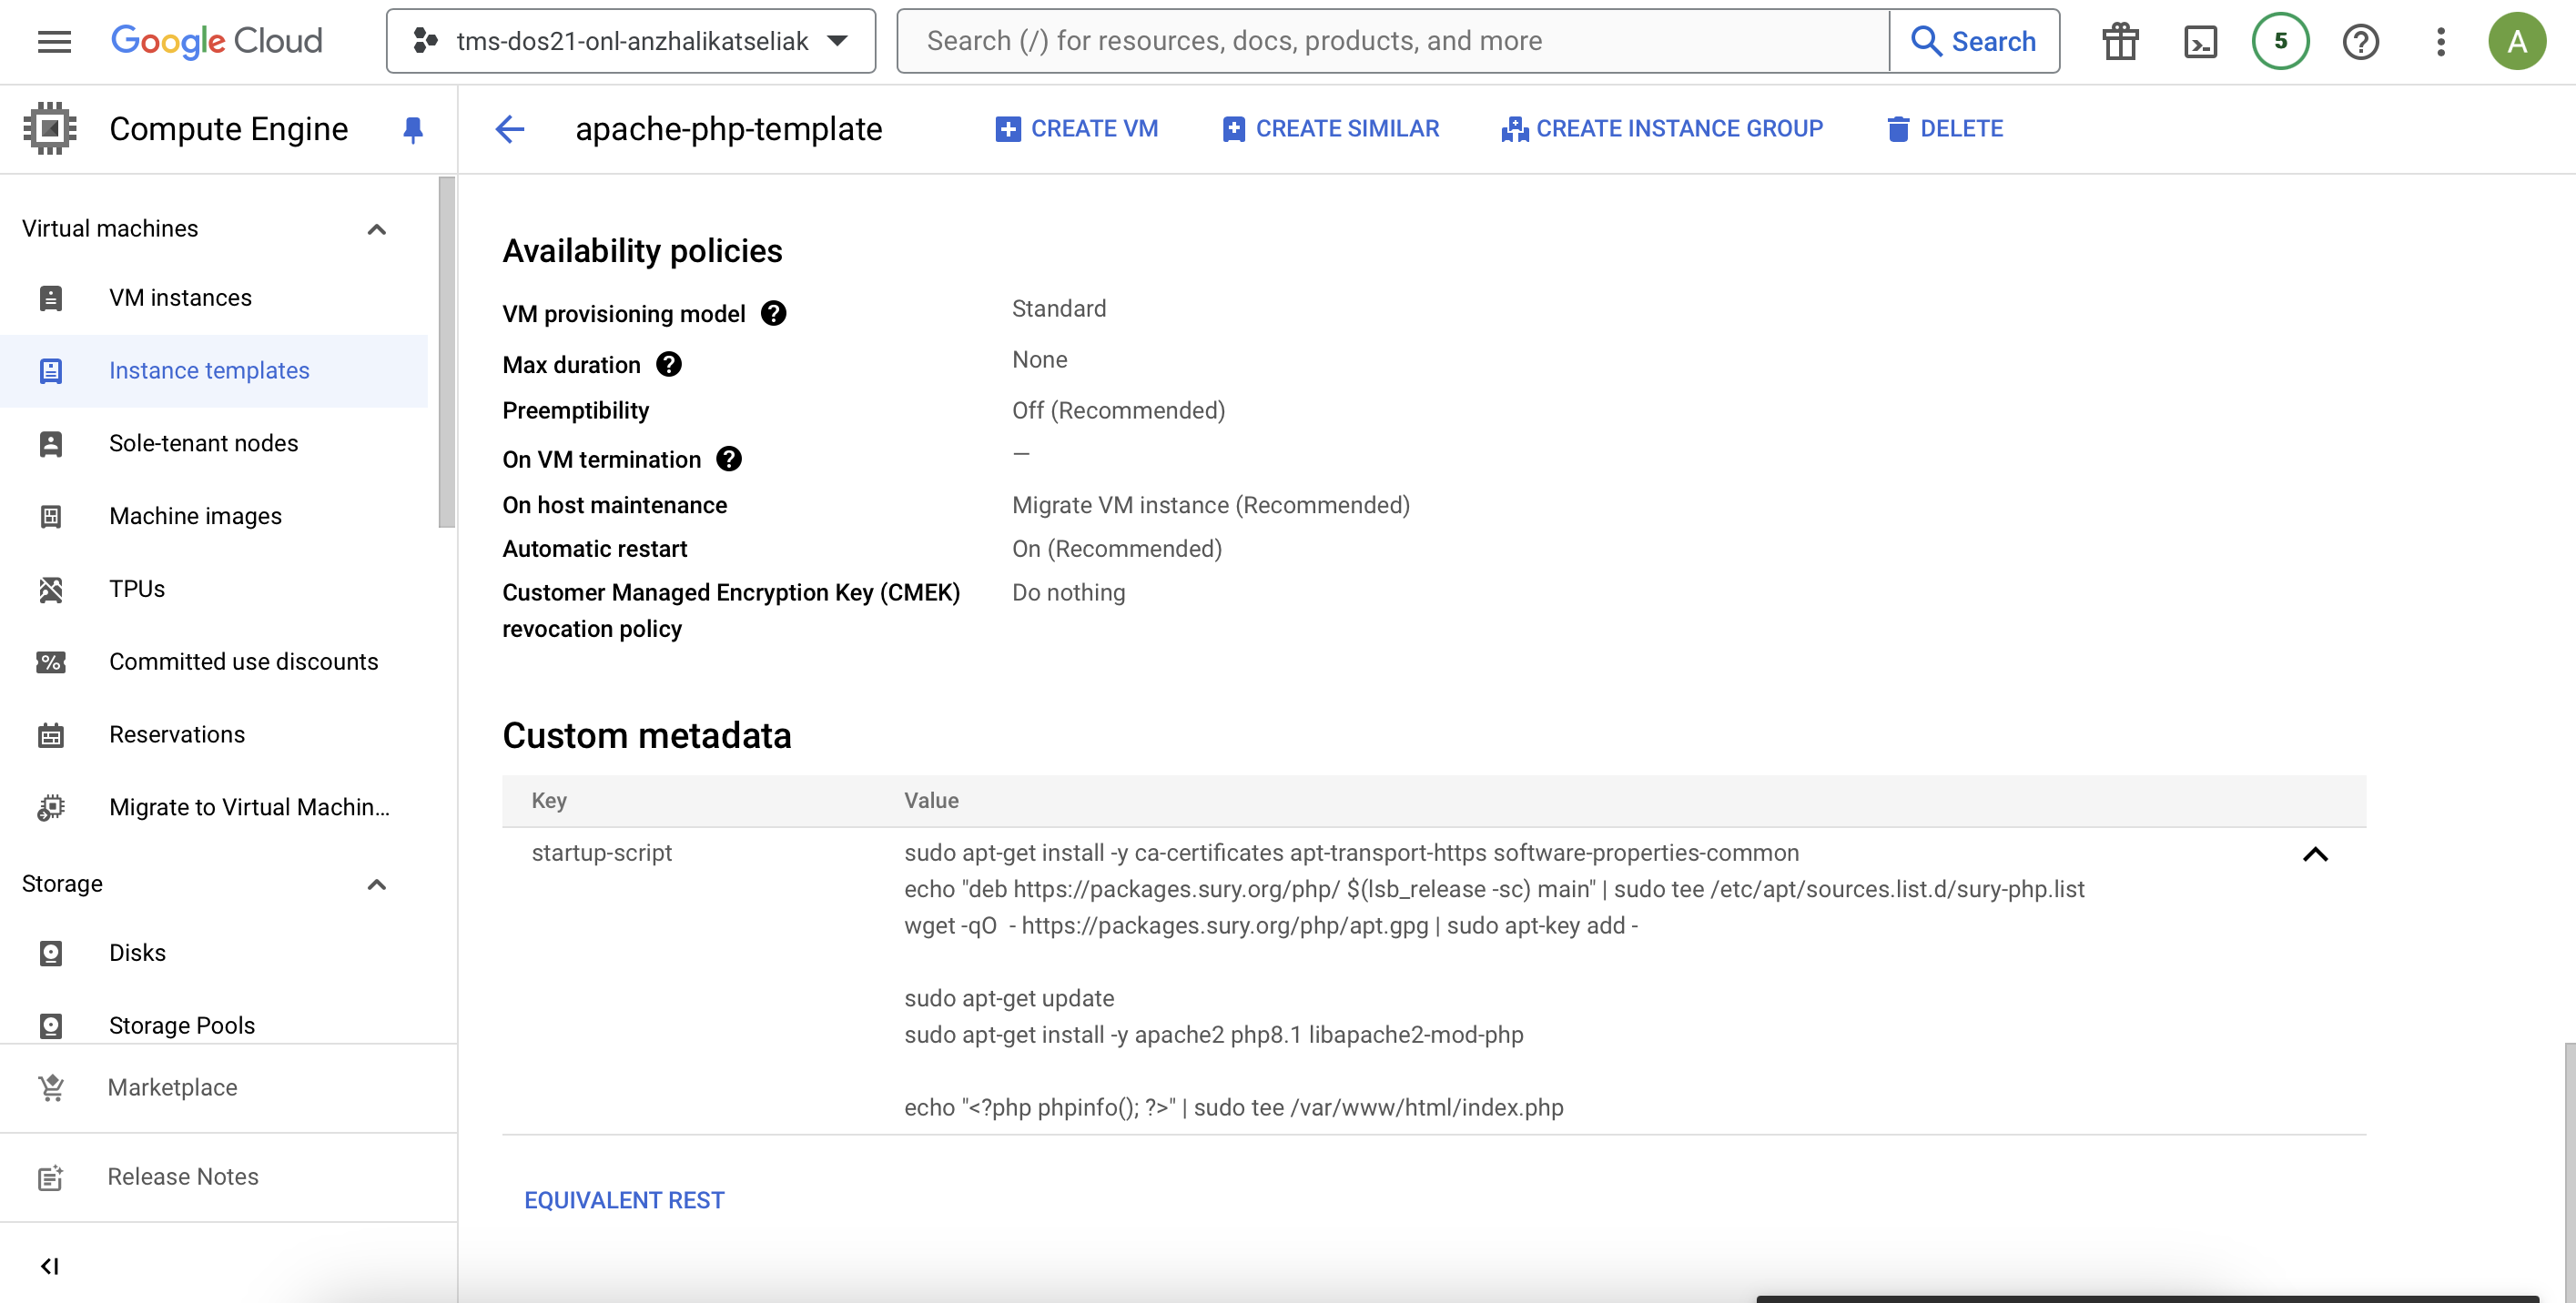 Google Cloud
tms-dos21-onl-anzhalikatseliak
Search (/) for resources, docs, products, and more
Search
5
A
Compute Engine
apache-php-template
CREATE VM
CREATE SIMILAR
CREATE INSTANCE GROUP
DELETE
Virtual machines
VM instances
Instance templates
Sole-tenant nodes
Machine images
TPUs
Committed use discounts
Reservations
Migrate to Virtual Machin...
Storage
Disks
Storage Pools
Marketplace
Release Notes
Availability policies
VM provisioning model Standard
Max duration None
Preemptibility Off (Recommended)
On VM termination —
On host maintenance Migrate VM instance (Recommended)
Automatic restart On (Recommended)
Customer Managed Encryption Key (CMEK) Do nothing
revocation policy
Custom metadata
Key Value
startup-script sudo apt-get install -y ca-certificates apt-transport-https software-properties-common
echo "deb https://packages.sury.org/php/ $(lsb_release -sc) main" | sudo tee /etc/apt/sources.list.d/sury-php.list
wget -qO  - https://packages.sury.org/php/apt.gpg | sudo apt-key add -
sudo apt-get update
sudo apt-get install -y apache2 php8.1 libapache2-mod-php
echo "<?php phpinfo(); ?>" | sudo tee /var/www/html/index.php
EQUIVALENT REST